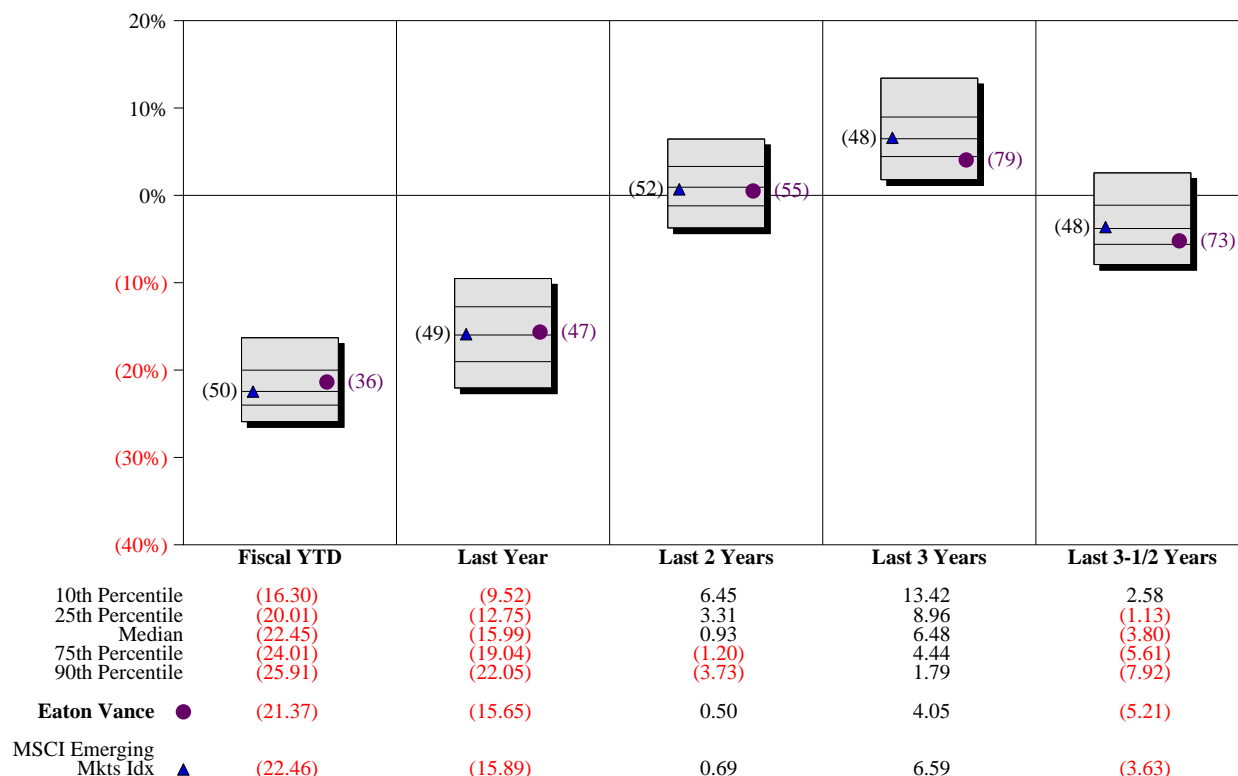 20%
10%
0%
(10%)
(20%)
(30%)
(40%)
(50)
(36)
(49)
(47)
(52)
(55)
(48)
(79)
(48)
(73)
Fiscal YTD Last Year Last 2 Years Last 3 Years Last 3-1/2 Years
10th Percentile (16.30) (9.52) 6.45 13.42 2.58
25th Percentile (20.01) (12.75) 3.31 8.96 (1.13)
Median (22.45) (15.99) 0.93 6.48 (3.80)
75th Percentile (24.01) (19.04) (1.20) 4.44 (5.61)
90th Percentile (25.91) (22.05) (3.73) 1.79 (7.92)
Eaton Vance (21.37) (15.65) 0.50 4.05 (5.21)
MSCI Emerging
Mkts Idx (22.46) (15.89) 0.69 6.59 (3.63)